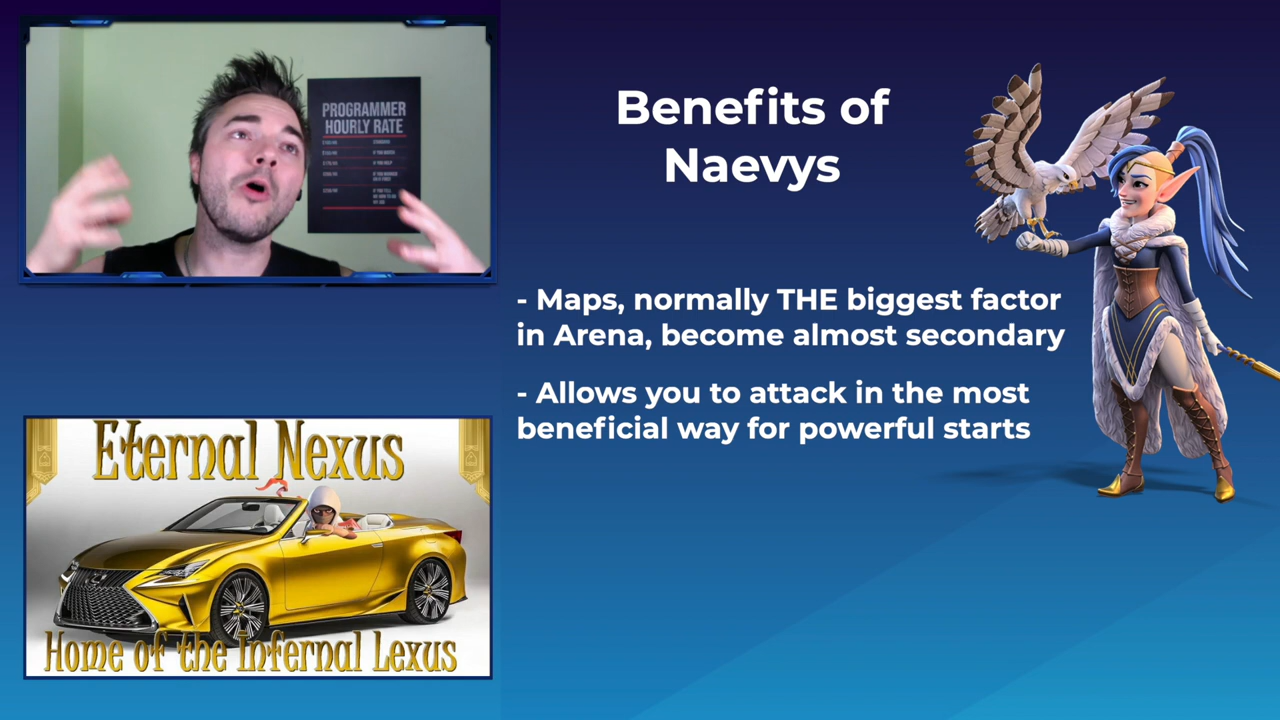 PROGRAMMER
HOURLY RATE
Benefits of
Naevys
- Maps, normally THE biggest factor
in Arena, become almost secondary
- Allows you to attack in the most
beneficial way for powerful starts
Eternal Nexus
Home of the Infernal Lexus